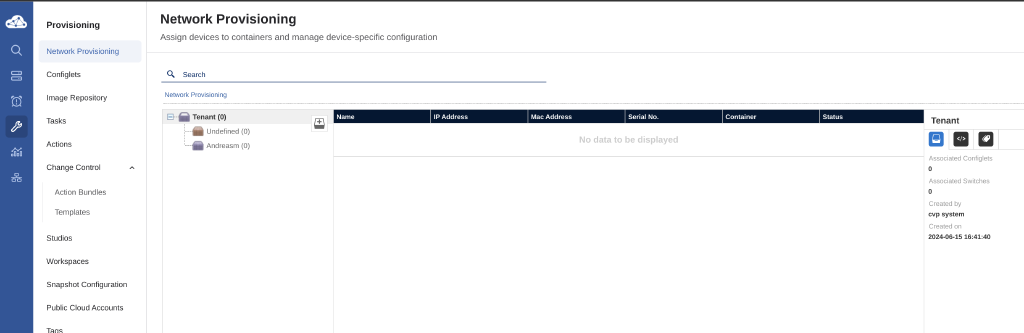 Provisioning
Network Provisioning
Configlets
Image Repository
Tasks
Actions
Change Control
Action Bundles
Templates
Studios
Workspaces
Snapshot Configuration
Public Cloud Accounts
Tags
Network Provisioning
Assign devices to containers and manage device-specific configuration
Search
Network Provisioning
Tenant (0)
Undefined (0)
Andreasm (0)
Name IP Address Mac Address Serial No. Container Status
No data to be displayed
Tenant
</>
Associated Configlets
0
Associated Switches
0
Created by
cvp system
Created on
2024-06-15 16:41:40